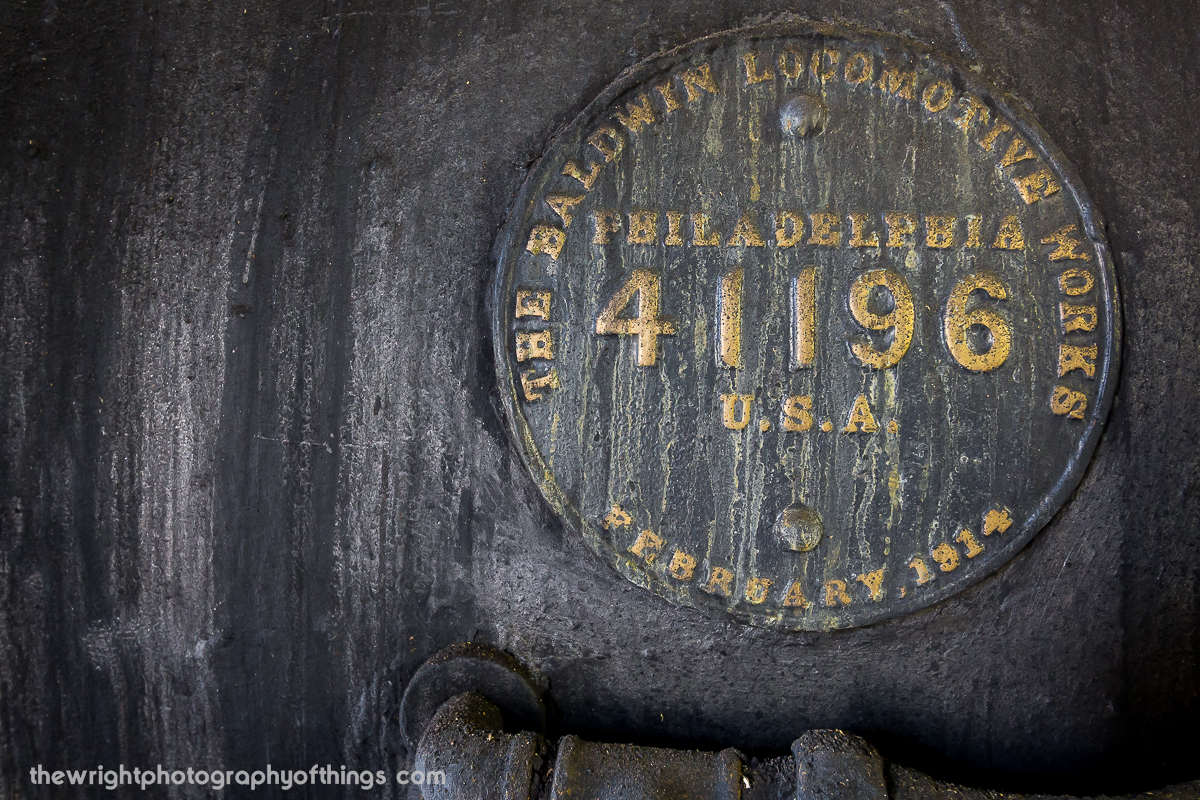 THE BALDWIN LOCOMOTIVE WORKS
PHILADELPHIA
41196
U.S.A.
FEBRUARY, 1914
thewrightphotographyofthings.com